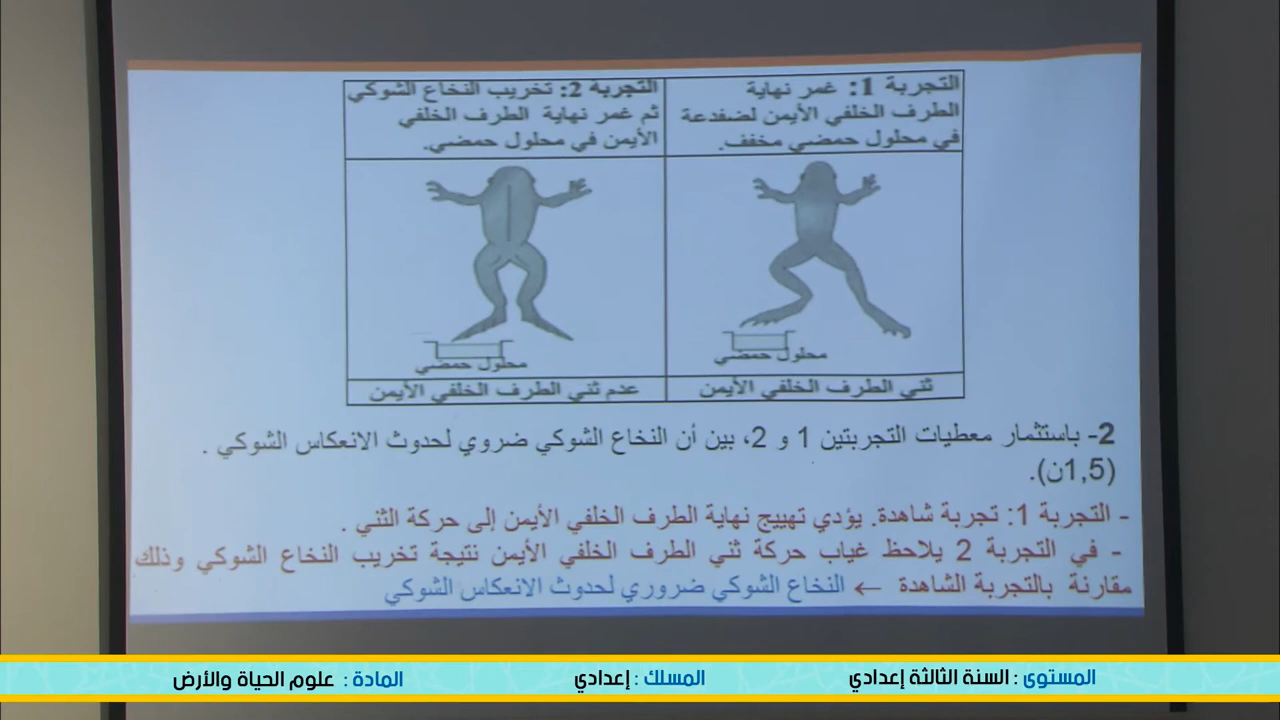 التجربة 1: غمر نهاية
الطرف الخلفي الأيمن لضفدعة
في محلول حمضي مخفف.
التجربة 2: تخريب النخاع الشوكي
ثم غمر نهاية الطرف الخلفي
الأيمن في محلول حمضي.
محلول حمضي
محلول حمضي
ثني الطرف الخلفي الأيمن
عدم ثني الطرف الخلفي الأيمن
2- باستثمار معطيات التجربتين 1 و 2، بين أن النخاع الشوكي ضروي لحدوث الانعكاس الشوكي .
(1,5ن).
- التجربة 1: تجربة شاهدة. يؤدي تهييج نهاية الطرف الخلفي الأيمن إلى حركة الثني .
- في التجربة 2 يلاحظ غياب حركة ثني الطرف الخلفي الأيمن نتيجة تخريب النخاع الشوكي وذلك
مقارنة بالتجربة الشاهدة ← النخاع الشوكي ضروري لحدوث الانعكاس الشوكي
المستوى : السنة الثالثة إعدادي
المسلك : إعدادي
المادة : علوم الحياة والأرض